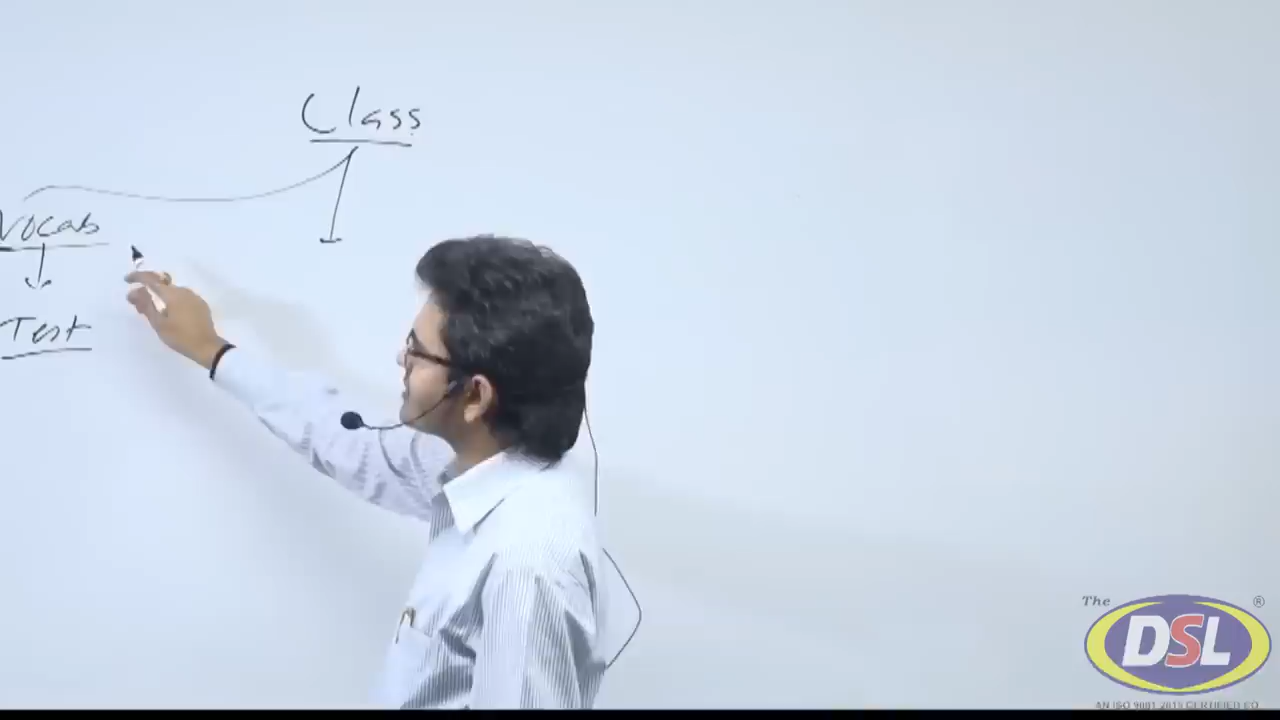 Class
Vocab
Test
The
DSL
®
AN ISO 9001:2015 CERTIFIED CO